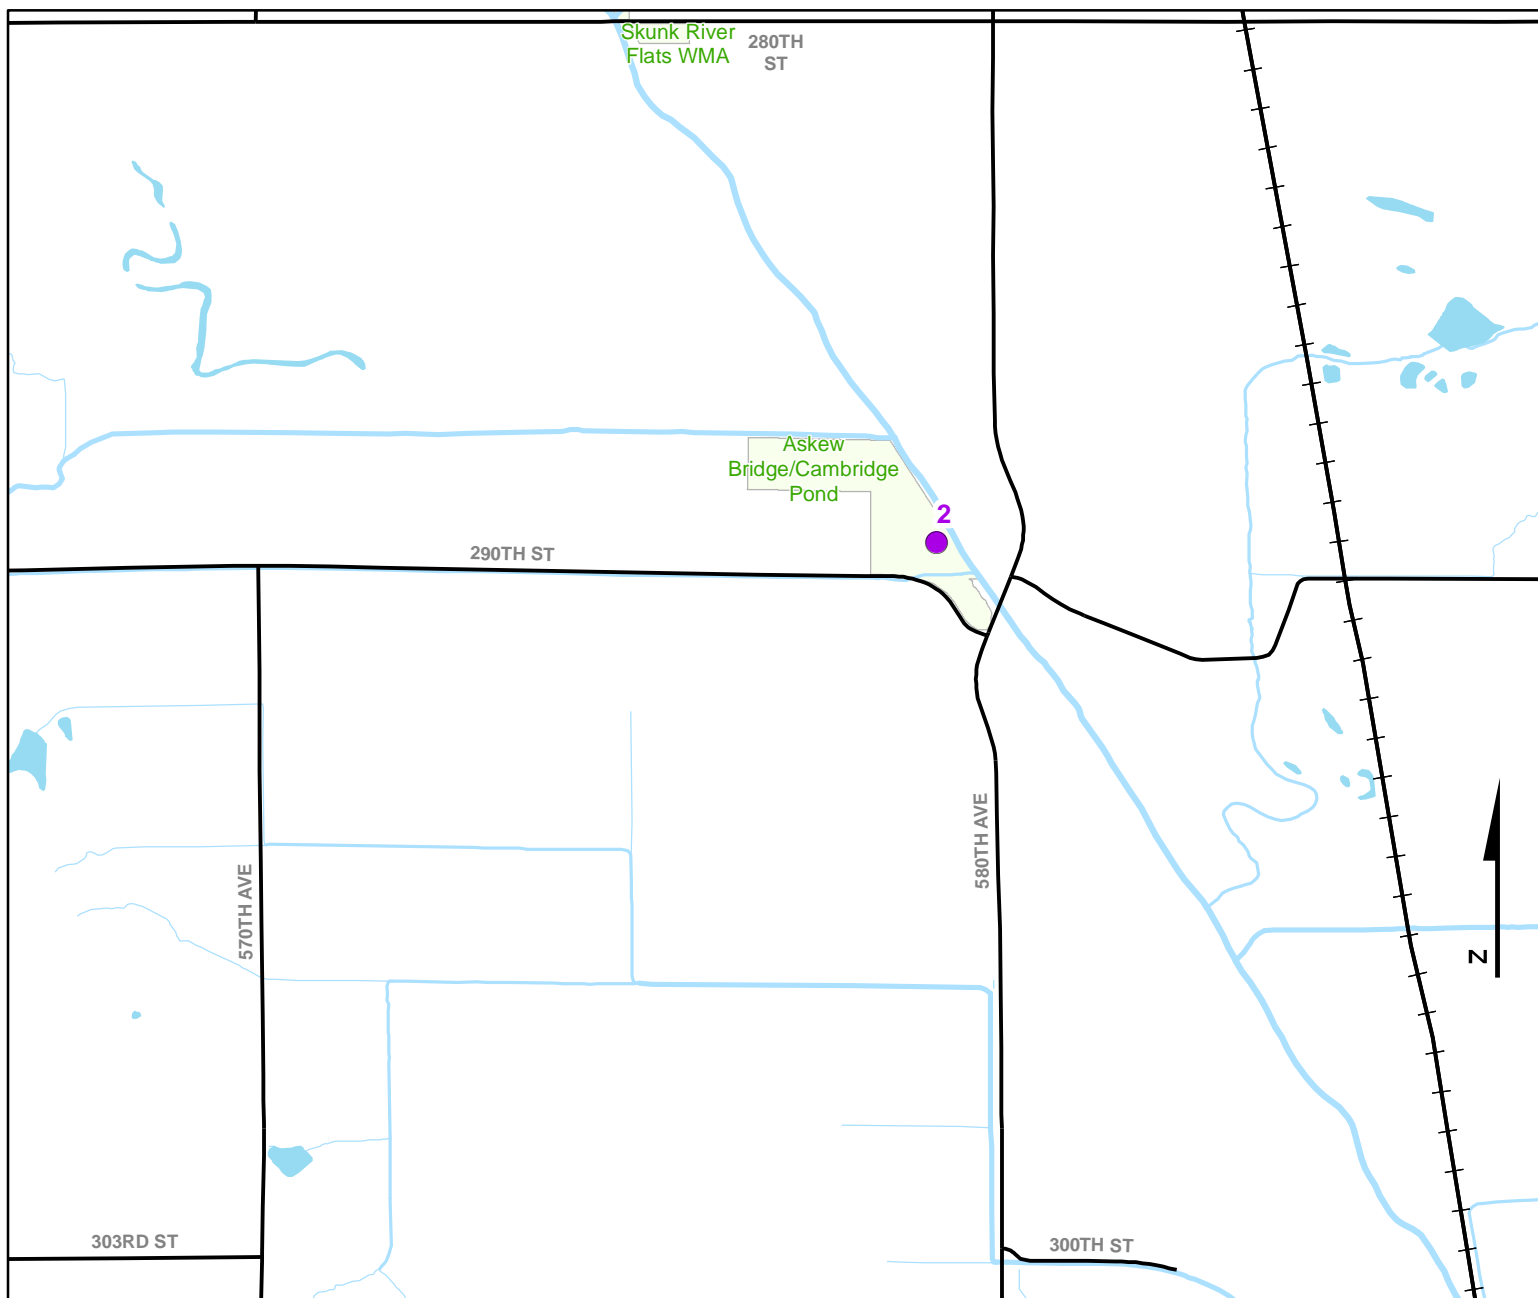 Skunk River
Flats WMA
280TH
ST
Askew
Bridge/Cambridge
Pond
2
290TH ST
580TH AVE
570TH AVE
N
303RD ST
300TH ST